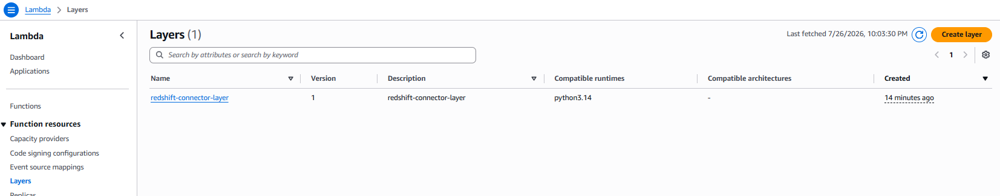 Lambda > Layers
Lambda
Dashboard
Applications
Functions
Function resources
Capacity providers
Code signing configurations
Event source mappings
Layers
Replicas
Layers (1)
Last fetched 7/26/2026, 10:03:30 PM
Create layer
Search by attributes or search by keyword
1
Name Version Description Compatible runtimes Compatible architectures Created
redshift-connector-layer 1 redshift-connector-layer python3.14 - 14 minutes ago